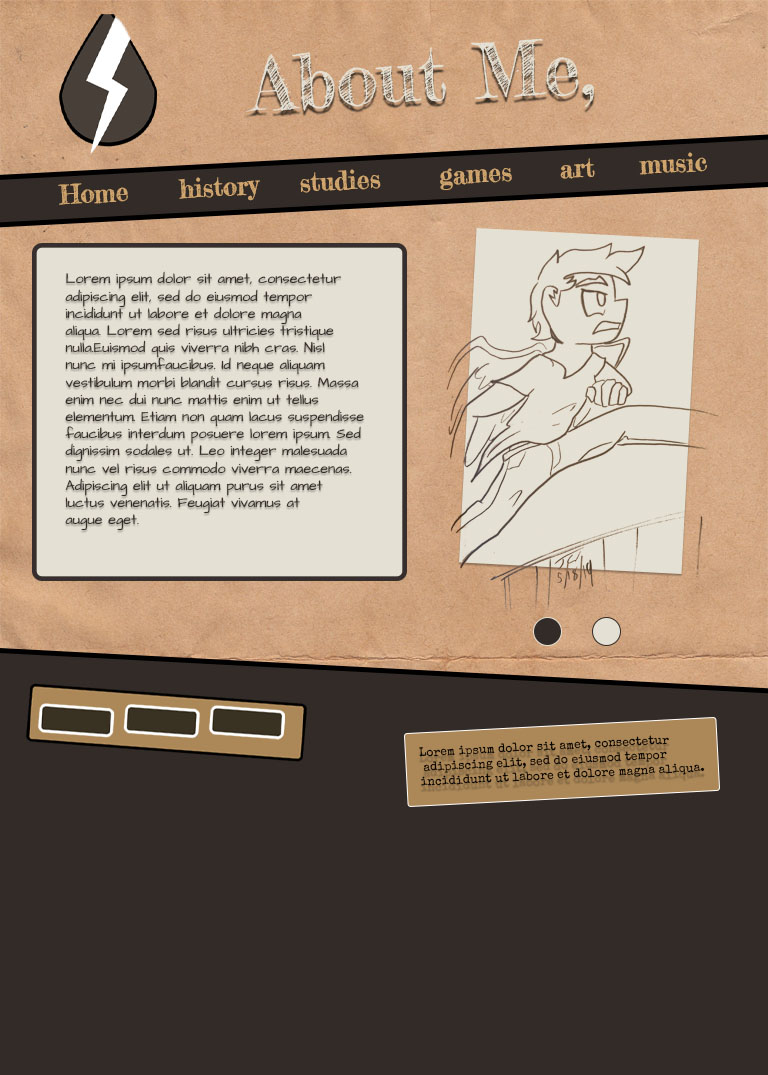 About Me,
Home history studies games art music
Lorem ipsum dolor sit amet, consectetur
adipiscing elit, sed do eiusmod tempor
incididunt ut labore et dolore magna
aliqua. Lorem sed risus ultricies tristique
nulla.Euismod quis viverra nibh cras. Nisl
nunc mi ipsumfaucibus. Id neque aliquam
vestibulum morbi blandit cursus risus. Massa
enim nec dui nunc mattis enim ut tellus
elementum. Etiam non quam lacus suspendisse
faucibus interdum posuere lorem ipsum. Sed
dignissim sodales ut. Leo integer malesuada
nunc vel risus commodo viverra maecenas.
Adipiscing elit ut aliquam purus sit amet
luctus venenatis. Feugiat vivamus at
augue eget.
Lorem ipsum dolor sit amet, consectetur
adipiscing elit, sed do eiusmod tempor
incididunt ut labore et dolore magna aliqua.